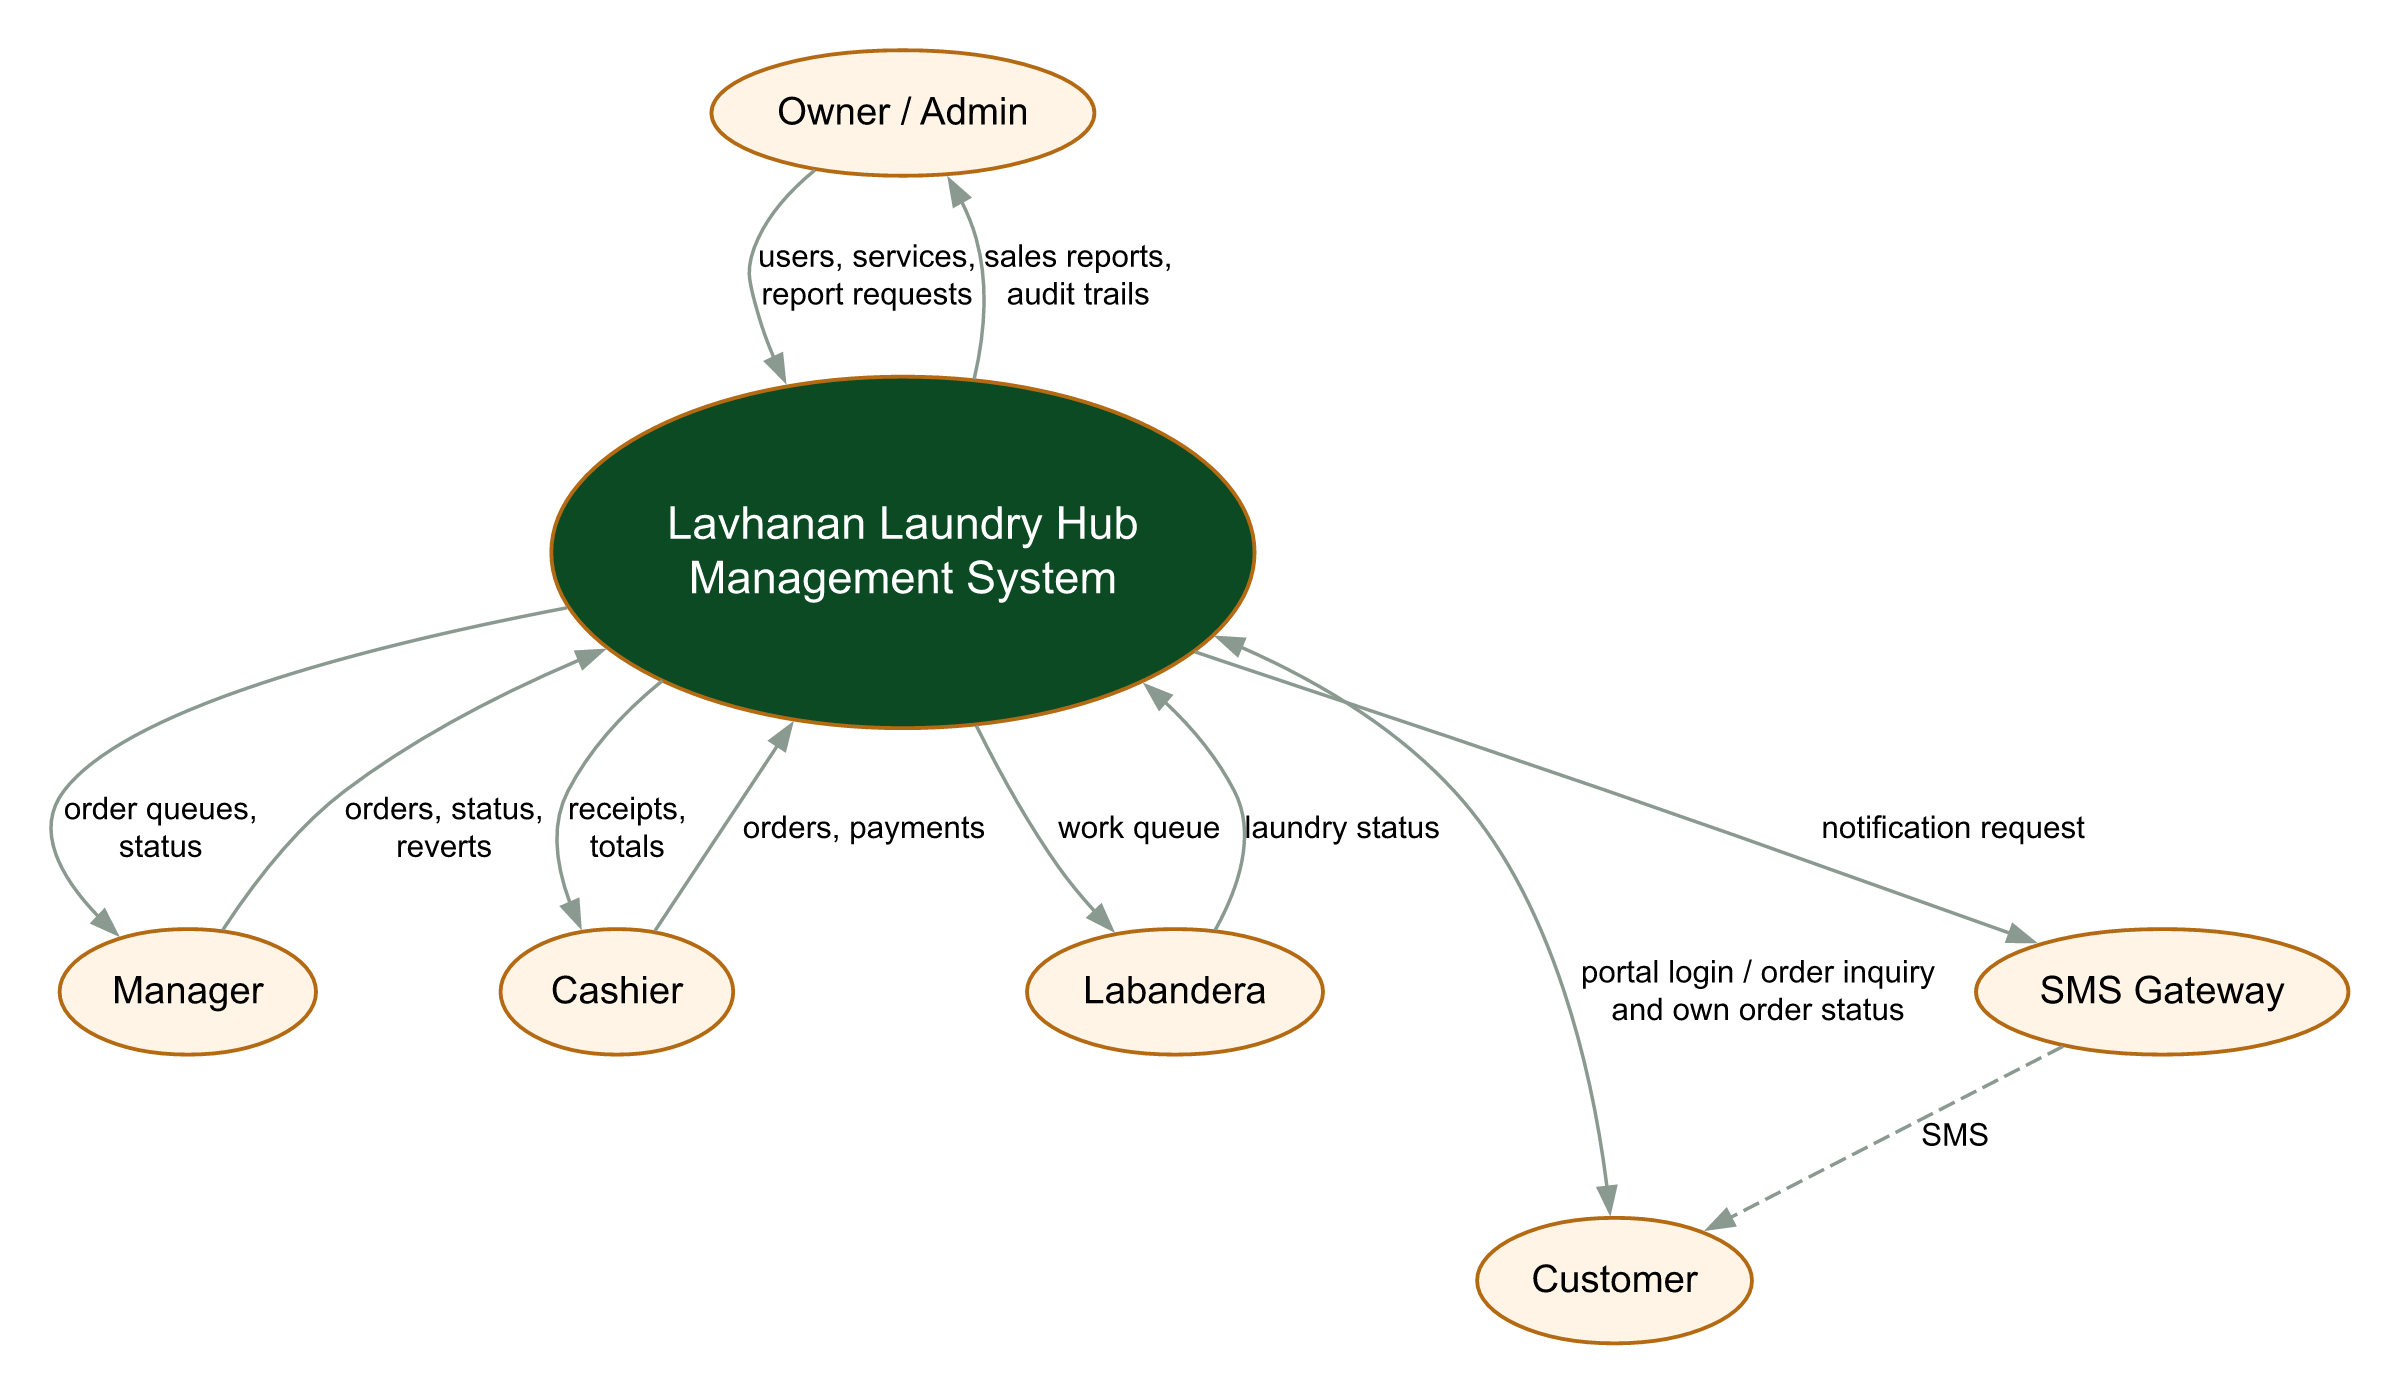 Owner / Admin
users, services,
report requests
sales reports,
audit trails
Lavhanan Laundry Hub
Management System
order queues,
status
orders, status,
reverts
receipts,
totals
orders, payments
work queue
laundry status
notification request
Manager
Cashier
Labandera
portal login / order inquiry
and own order status
SMS Gateway
SMS
Customer